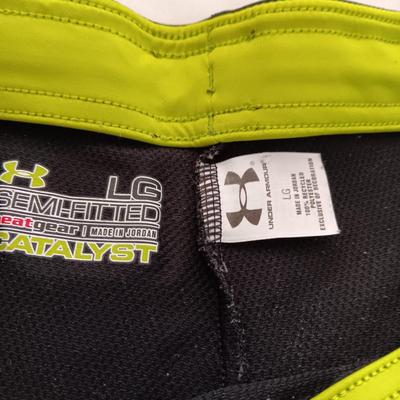 LG
SEMI-FITTED
heatgear | MADE IN JORDAN
CATALYST
UNDER ARMOUR
LG
MADE IN JORDAN
100% RECYCLED
POLYESTER
EXCLUSIVE OF DECORATION